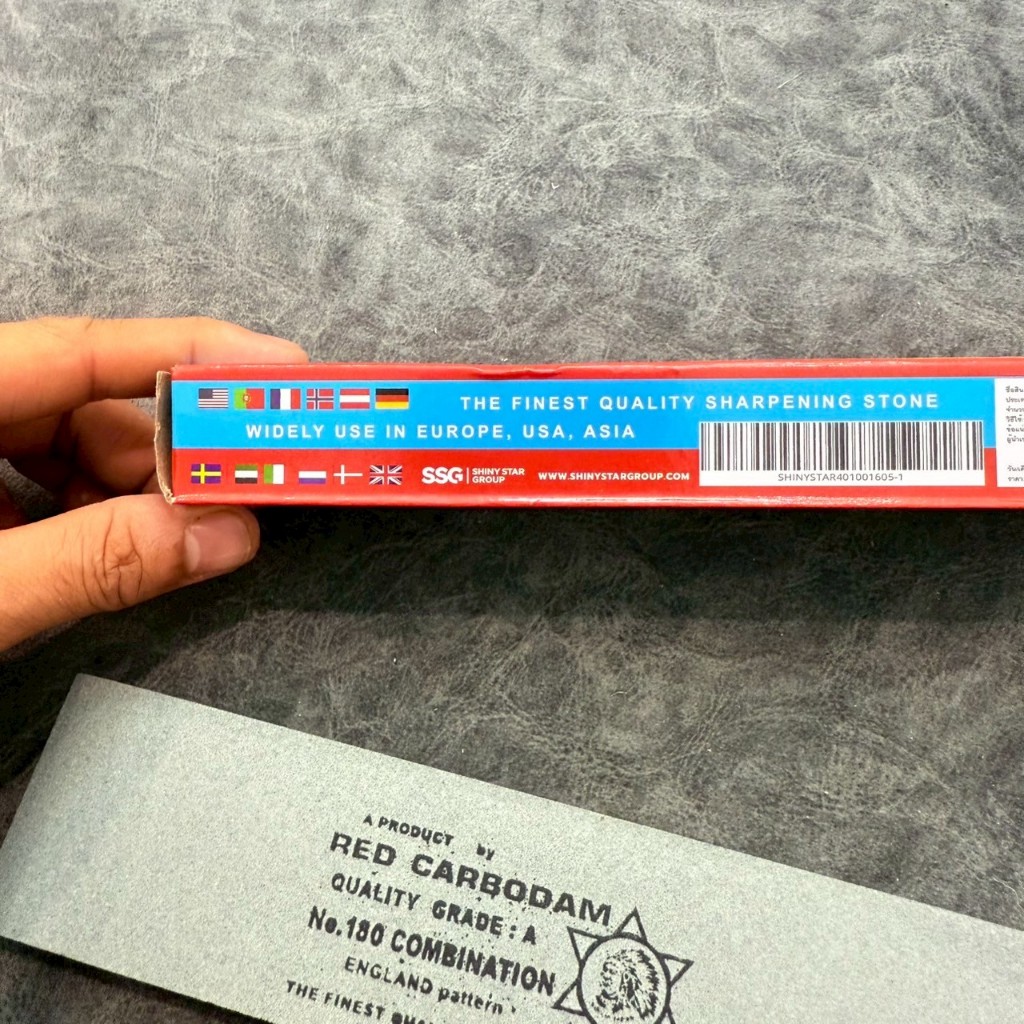 THE FINEST QUALITY SHARPENING STONE
WIDELY USE IN EUROPE, USA, ASIA
SSG SHINY STAR GROUP WWW.SHINYSTARGROUP.COM
SHINYSTAR401001605-1
A PRODUCT by
RED CARBODAM
QUALITY GRADE : A
No.180 COMBINATION
ENGLAND pattern
THE FINEST